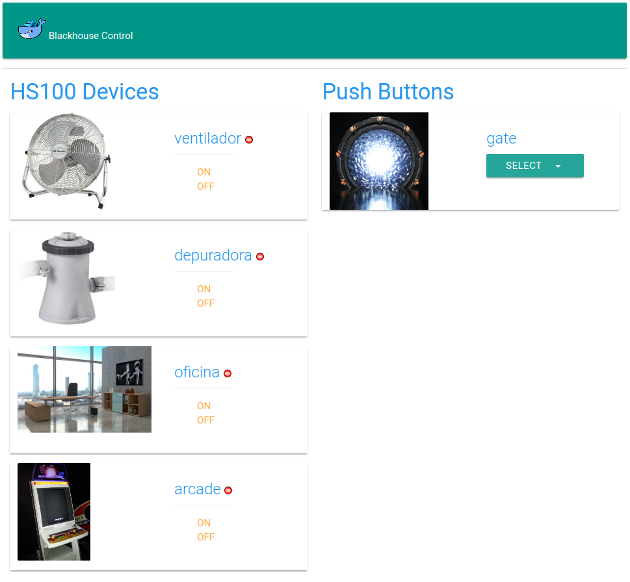 Blackhouse Control
HS100 Devices
ventilador
ON
OFF
depuradora
ON
OFF
oficina
ON
OFF
arcade
ON
OFF
Push Buttons
gate
SELECT